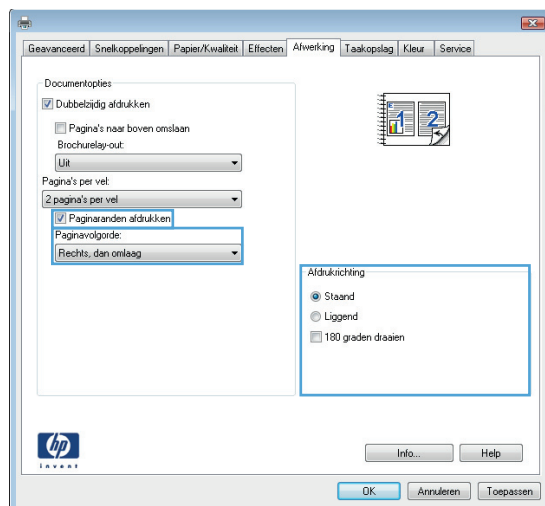 Geavanceerd Snelkoppelingen Papier/Kwaliteit Effecten Afwerking Taakopslag Kleur Service
Documentopties
Dubbelzijdig afdrukken
Pagina's naar boven omslaan
Brochurelay-out:
Uit
Pagina's per vel:
2 pagina's per vel
Paginaranden afdrukken
Paginavolgorde:
Rechts, dan omlaag
1 2
Afdrukrichting
Staand
Liggend
180 graden draaien
hp
invent
Info... Help
OK Annuleren Toepassen